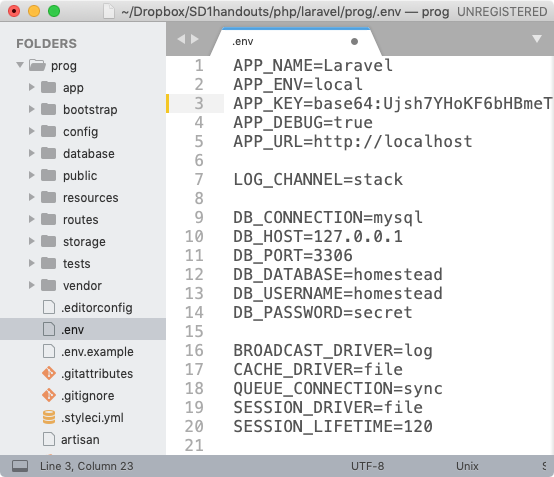 ~/Dropbox/SD1handouts/php/laravel/prog/.env — prog UNREGISTERED
FOLDERS
prog
app
bootstrap
config
database
public
resources
routes
storage
tests
vendor
.editorconfig
.env
.env.example
.gitattributes
.gitignore
.styleci.yml
artisan
.env
1 APP_NAME=Laravel
2 APP_ENV=local
3 APP_KEY=base64:Ujsh7YHoKF6bHBmeT
4 APP_DEBUG=true
5 APP_URL=http://localhost
6
7 LOG_CHANNEL=stack
8
9 DB_CONNECTION=mysql
10 DB_HOST=127.0.0.1
11 DB_PORT=3306
12 DB_DATABASE=homestead
13 DB_USERNAME=homestead
14 DB_PASSWORD=secret
15
16 BROADCAST_DRIVER=log
17 CACHE_DRIVER=file
18 QUEUE_CONNECTION=sync
19 SESSION_DRIVER=file
20 SESSION_LIFETIME=120
21
Line 3, Column 23 UTF-8 Unix